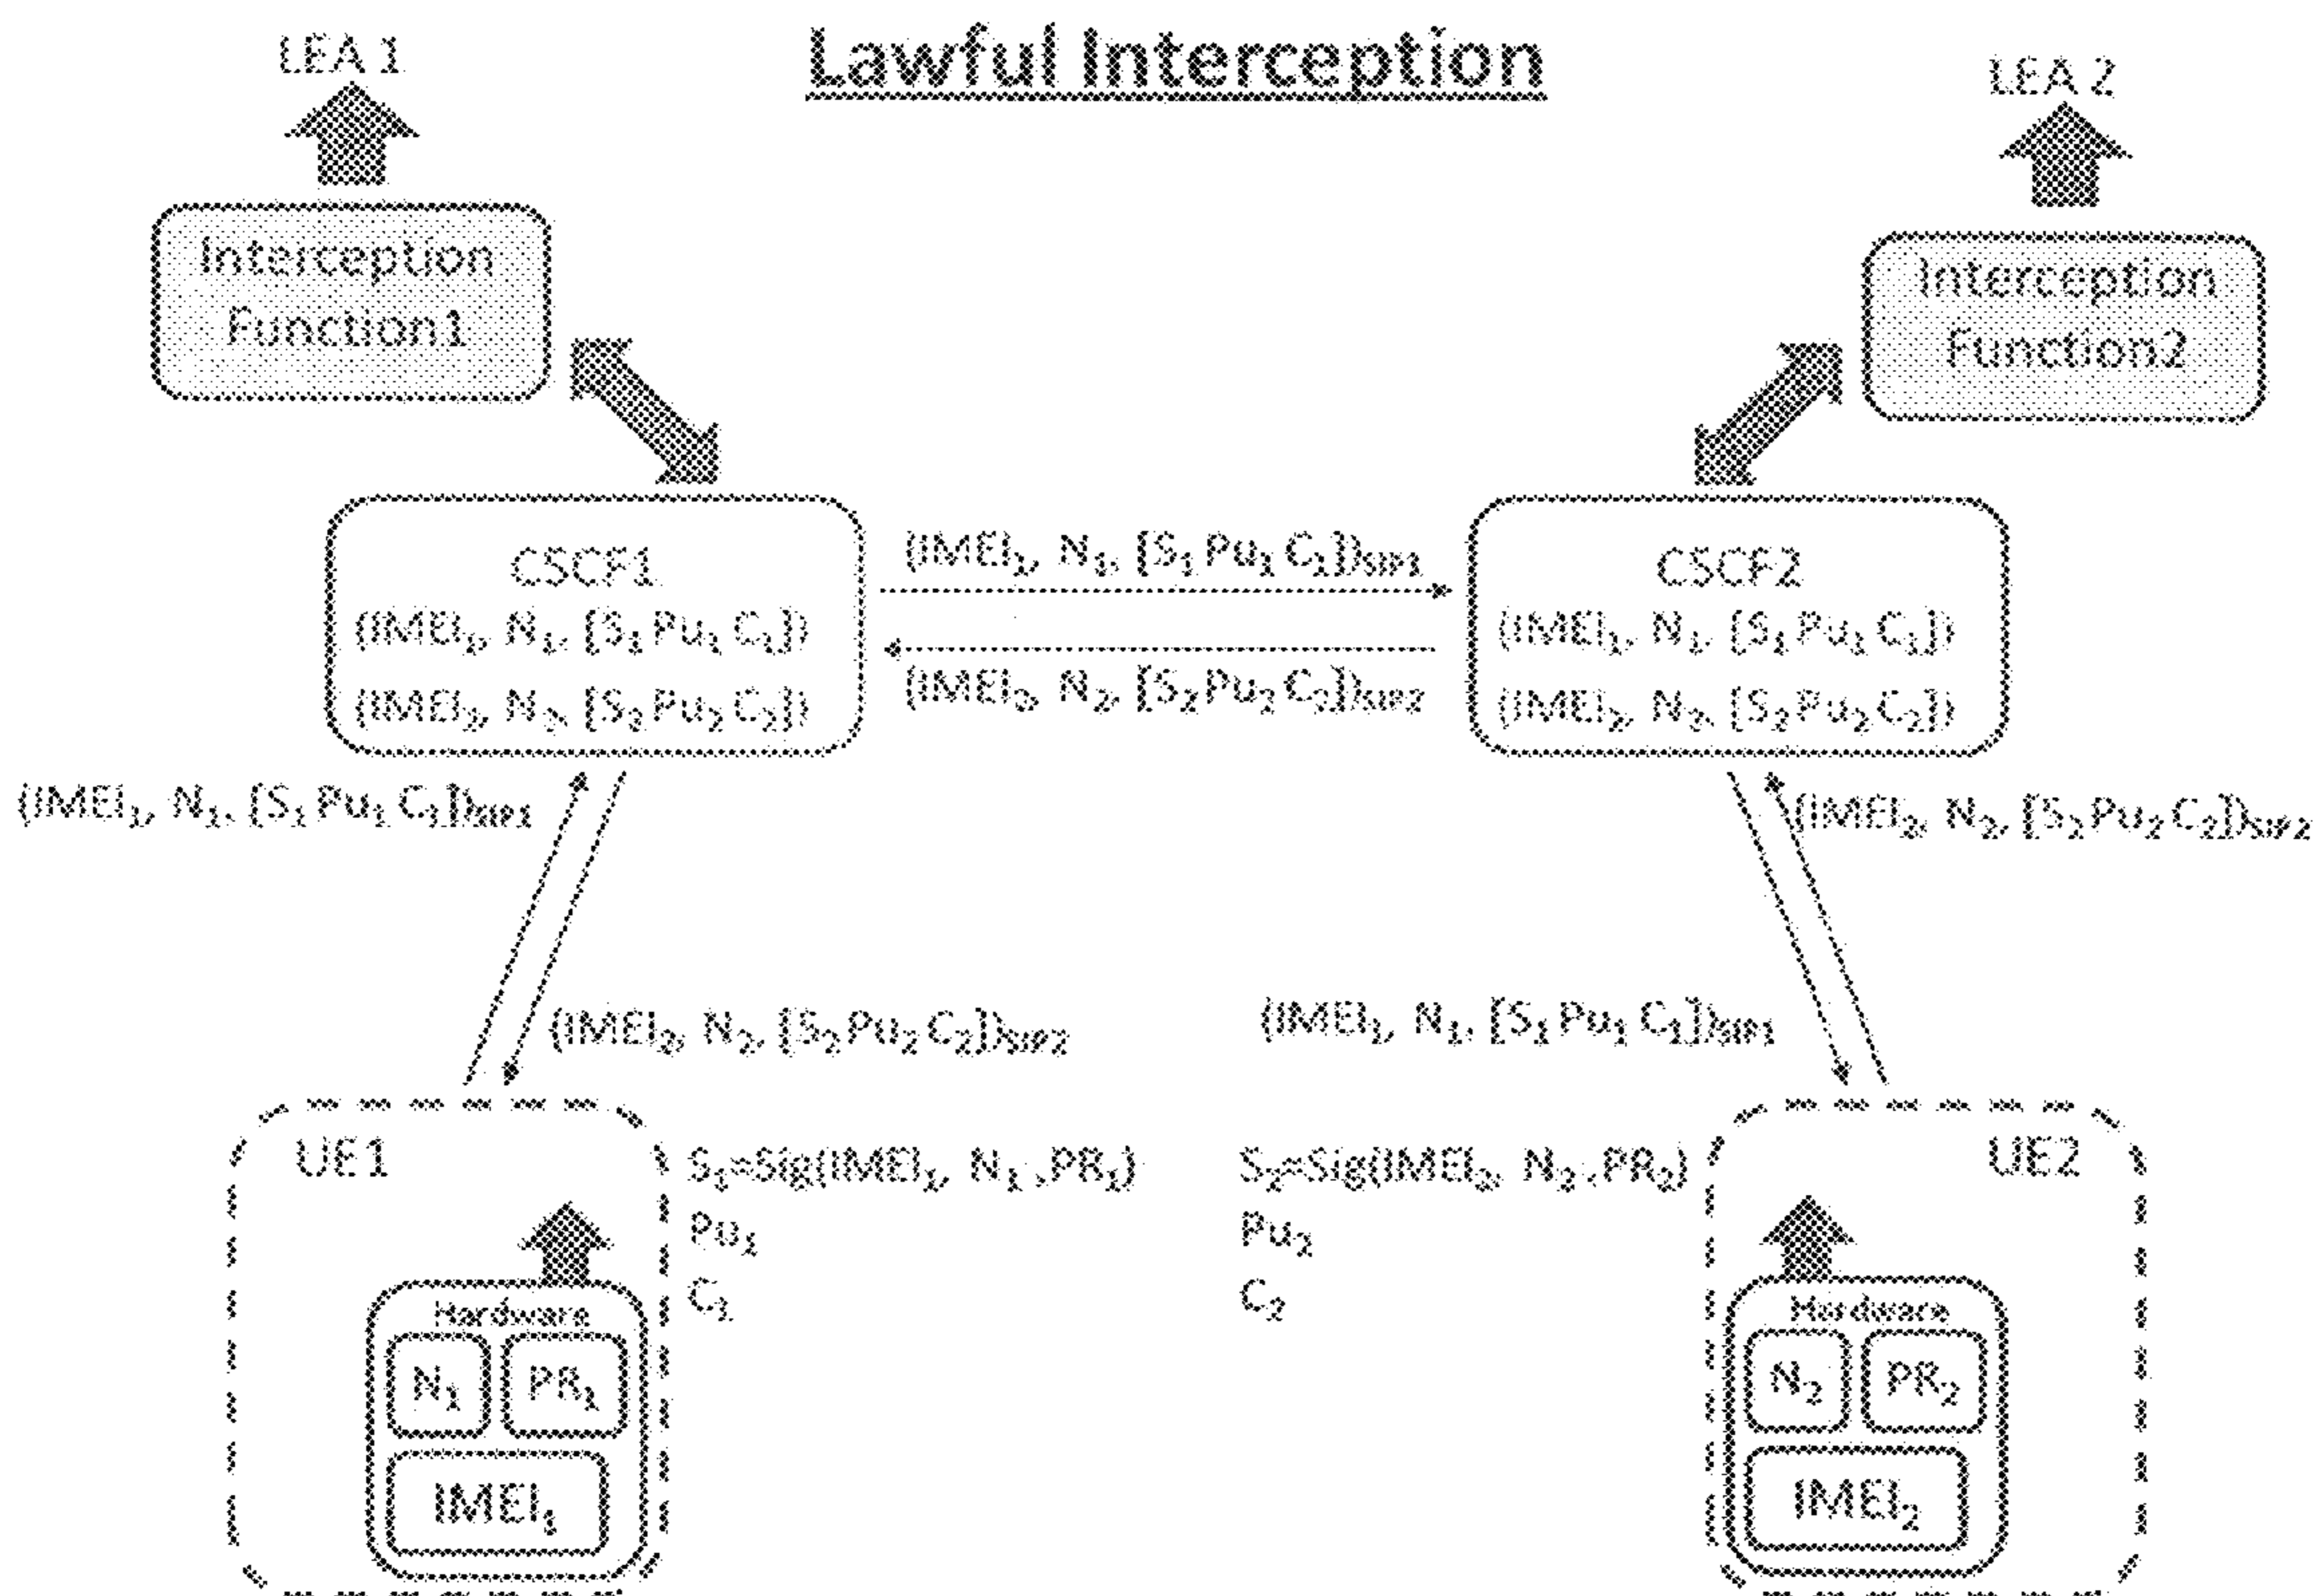 Lawful Interception
LEA 1
LEA 2
Interception
Function1
Interception
Function2
CSCF1
(IMEI₁, N₁, [S₁ Pu₁ C₁])
(IMEI₂, N₂, [S₂ Pu₂ C₂])
(IMEI₁, N₁, [S₁ Pu₁ C₁])SIP1
(IMEI₂, N₂, [S₂ Pu₂ C₂])SIP2
CSCF2
(IMEI₁, N₁, [S₁ Pu₁ C₁])
(IMEI₂, N₂, [S₂ Pu₂ C₂])
(IMEI₁, N₁, [S₁ Pu₁ C₁])SIP1
(IMEI₂, N₂, [S₂ Pu₂ C₂])SIP2
(IMEI₂, N₂, [S₂ Pu₂ C₂])SIP2
(IMEI₁, N₁, [S₁ Pu₁ C₁])SIP1
UE1
S₁=Sig(IMEI₁, N₁ ,PR₁)
Pu₁
C₁
Hardware
N₁
PR₁
IMEI₁
S₂=Sig(IMEI₂, N₂ ,PR₂)
Pu₂
C₂
UE2
Hardware
N₂
PR₂
IMEI₂